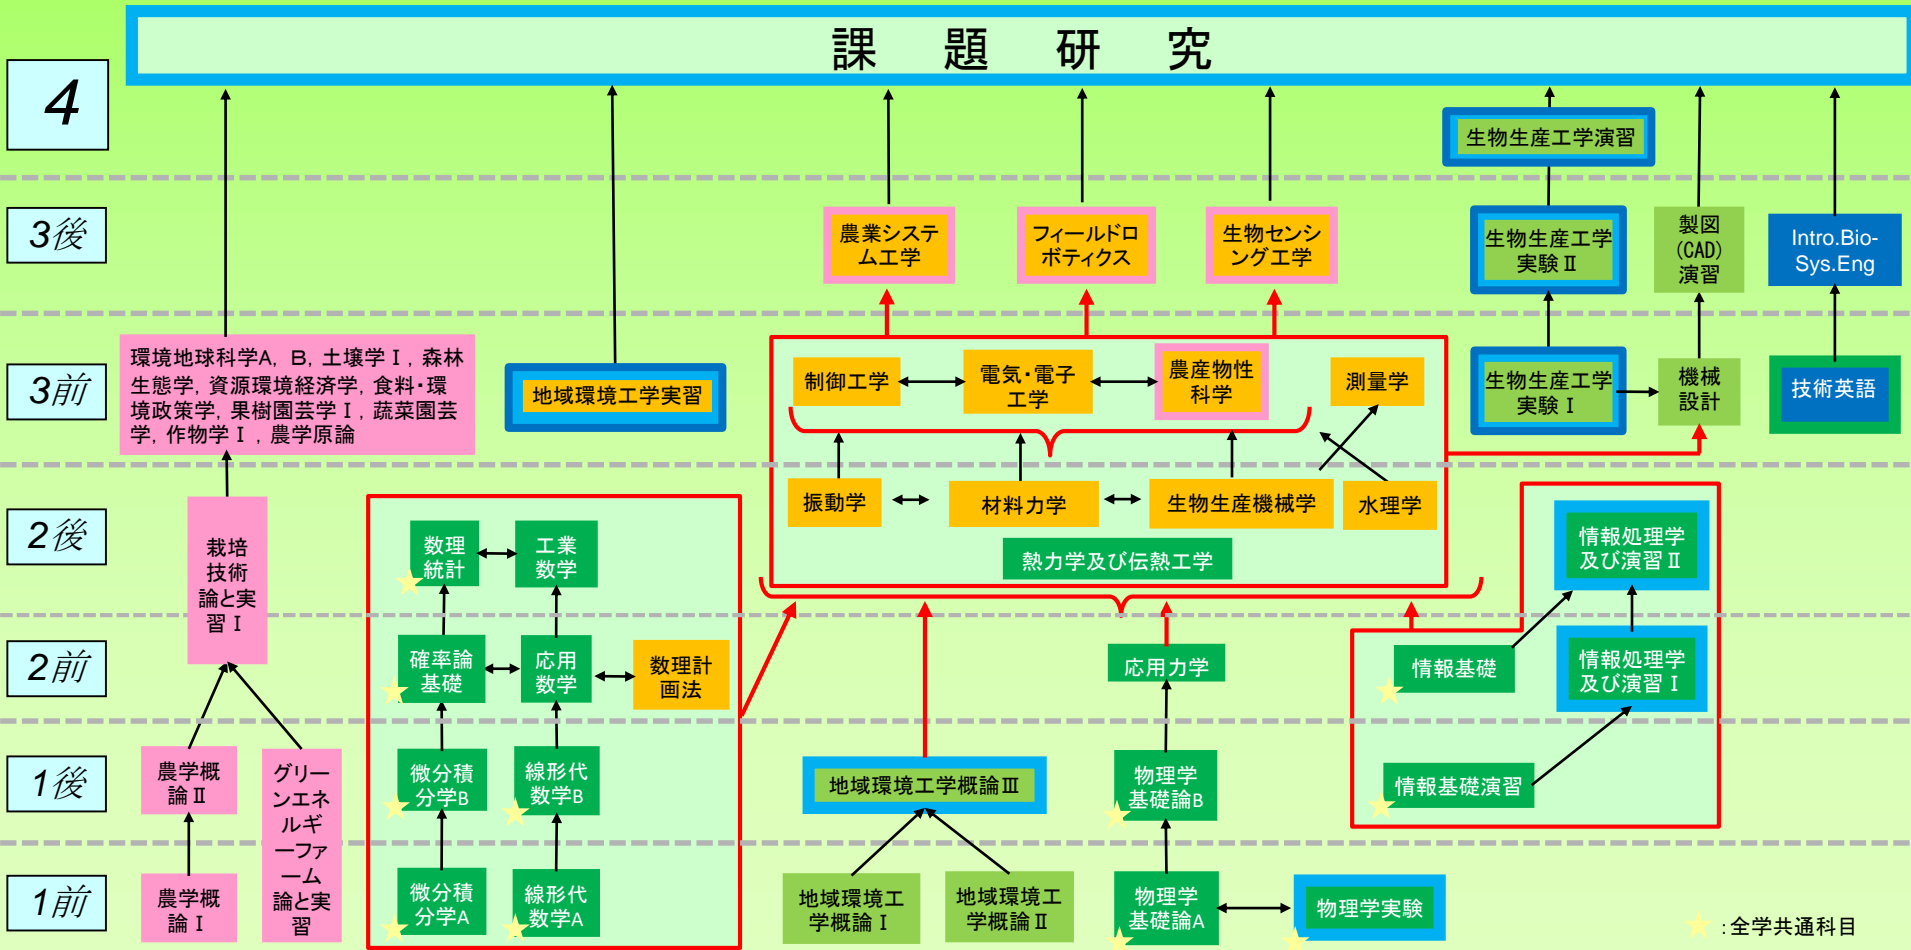 課 題 研 究
4
生物生産工学演習
3後
農業システ
ム工学
フィールドロ
ボティクス
生物センシ
ング工学
生物生産工学
実験Ⅱ
製図
(CAD)
演習
Intro.Bio-
Sys.Eng
3前
環境地球科学A, B, 土壌学Ⅰ, 森林
生態学, 資源環境経済学, 食料・環
境政策学, 果樹園芸学Ⅰ, 蔬菜園芸
学, 作物学Ⅰ, 農学原論
地域環境工学実習
制御工学
電気・電子
工学
農産物性
科学
測量学
生物生産工学
実験Ⅰ
機械
設計
技術英語
2後
栽培
技術
論と実
習Ⅰ
数理
統計
工業
数学
振動学
材料力学
生物生産機械学
水理学
熱力学及び伝熱工学
情報処理学
及び演習Ⅱ
2前
確率論
基礎
応用
数学
数理計
画法
応用力学
情報基礎
情報処理学
及び演習Ⅰ
1後
農学概
論Ⅱ
グリー
ンエネ
ルギ
ーファ
ーム
論と実
習
微分積
分学B
線形代
数学B
地域環境工学概論Ⅲ
物理学
基礎論B
情報基礎演習
1前
農学概
論Ⅰ
微分積
分学A
線形代
数学A
地域環境工
学概論Ⅰ
地域環境工
学概論Ⅱ
物理学
基礎論A
物理学実験
:全学共通科目